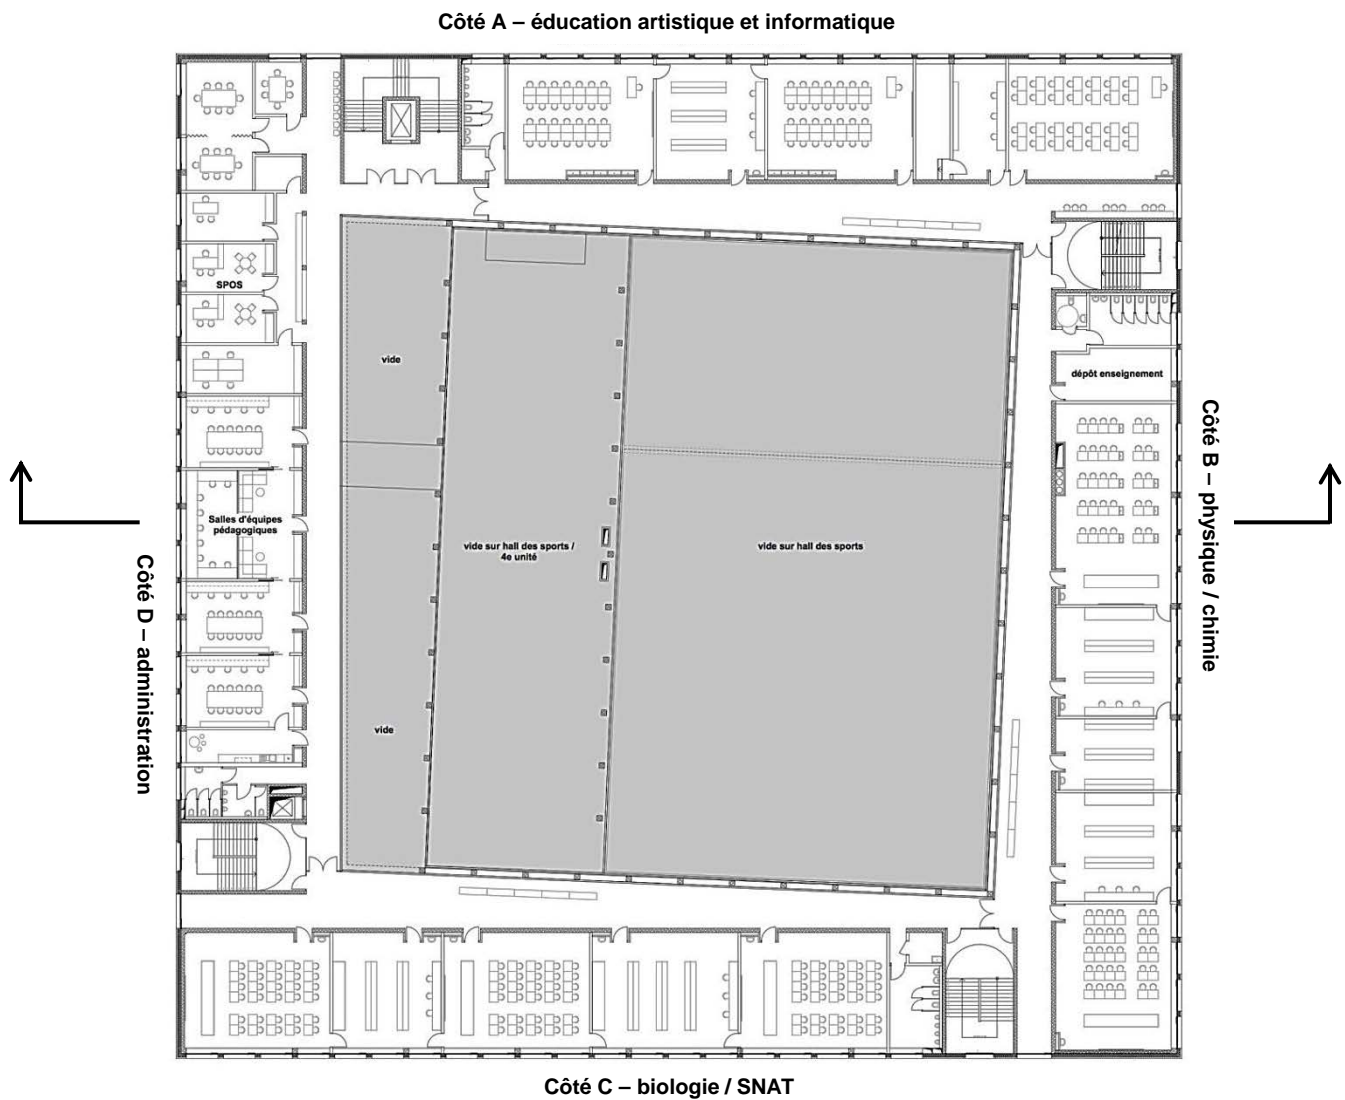 Côté A – éducation artistique et informatique
SPOS
vide
dépôt enseignement
Côté B – physique / chimie
Salles d'équipes
pédagogiques
vide sur hall des sports /
4e unité
vide sur hall des sports
Côté D – administration
vide
Côté C – biologie / SNAT